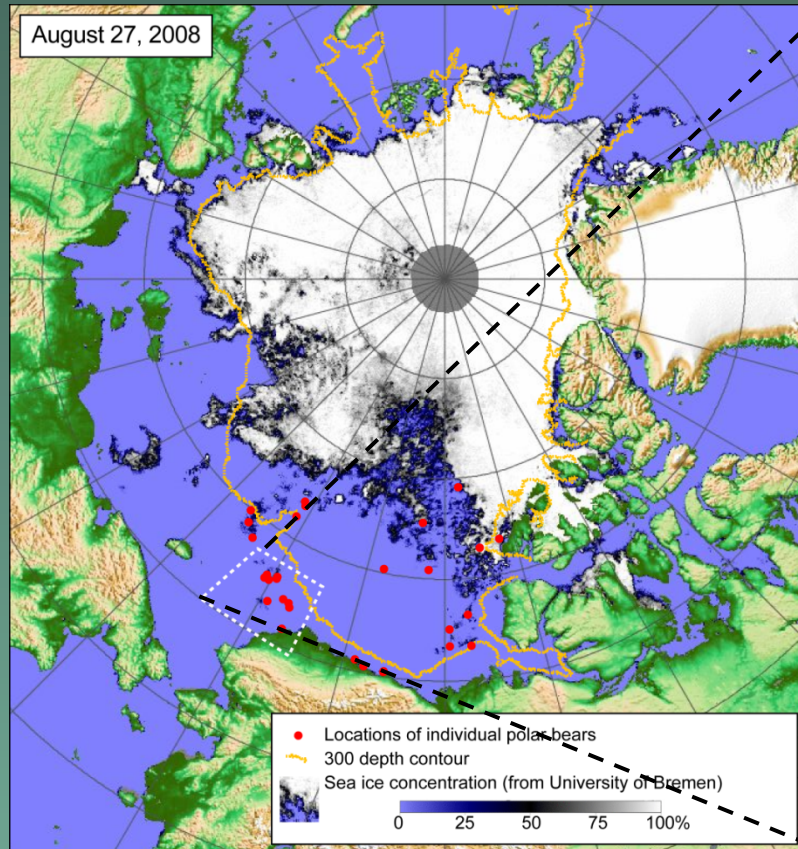 August 27, 2008
Locations of individual polar bears
300 depth contour
Sea ice concentration (from University of Bremen)
0 25 50 75 100%